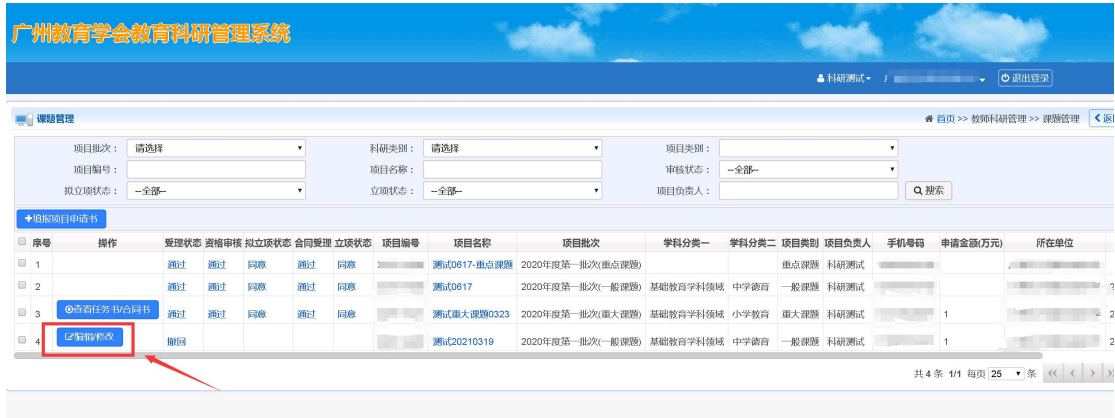 广州教育学会教育科研管理系统
科研测试 退出登录
课题管理 首页 >> 教师科研管理 >> 课题管理
项目批次： 请选择 科研类别： 请选择 项目类别：
项目编号： 项目名称： 审核状态： --全部--
拟立项状态： --全部-- 立项状态： --全部-- 项目负责人： 搜索
+填报项目申请书
序号 操作 受理状态 资格审核 拟立项状态 合同受理 立项状态 项目编号 项目名称 项目批次 学科分类一 学科分类二 项目类别 项目负责人 手机号码 申请金额(万元) 所在单位
1 通过 通过 同意 通过 同意 测试0617-重点课题 2020年度第一批次(重点课题) 重点课题 科研测试
2 通过 通过 同意 通过 同意 测试0617 2020年度第一批次(一般课题) 基础教育学科领域 中学德育 一般课题 科研测试
3 查看任务书/合同书 通过 通过 同意 通过 同意 测试重大课题0323 2020年度第一批次(重大课题) 基础教育学科领域 小学教育 重大课题 科研测试 1
4 编辑/修改 撤回 测试20210319 2020年度第一批次(一般课题) 基础教育学科领域 中学德育 一般课题 科研测试 1
共 4 条 1/1 每页 25 条